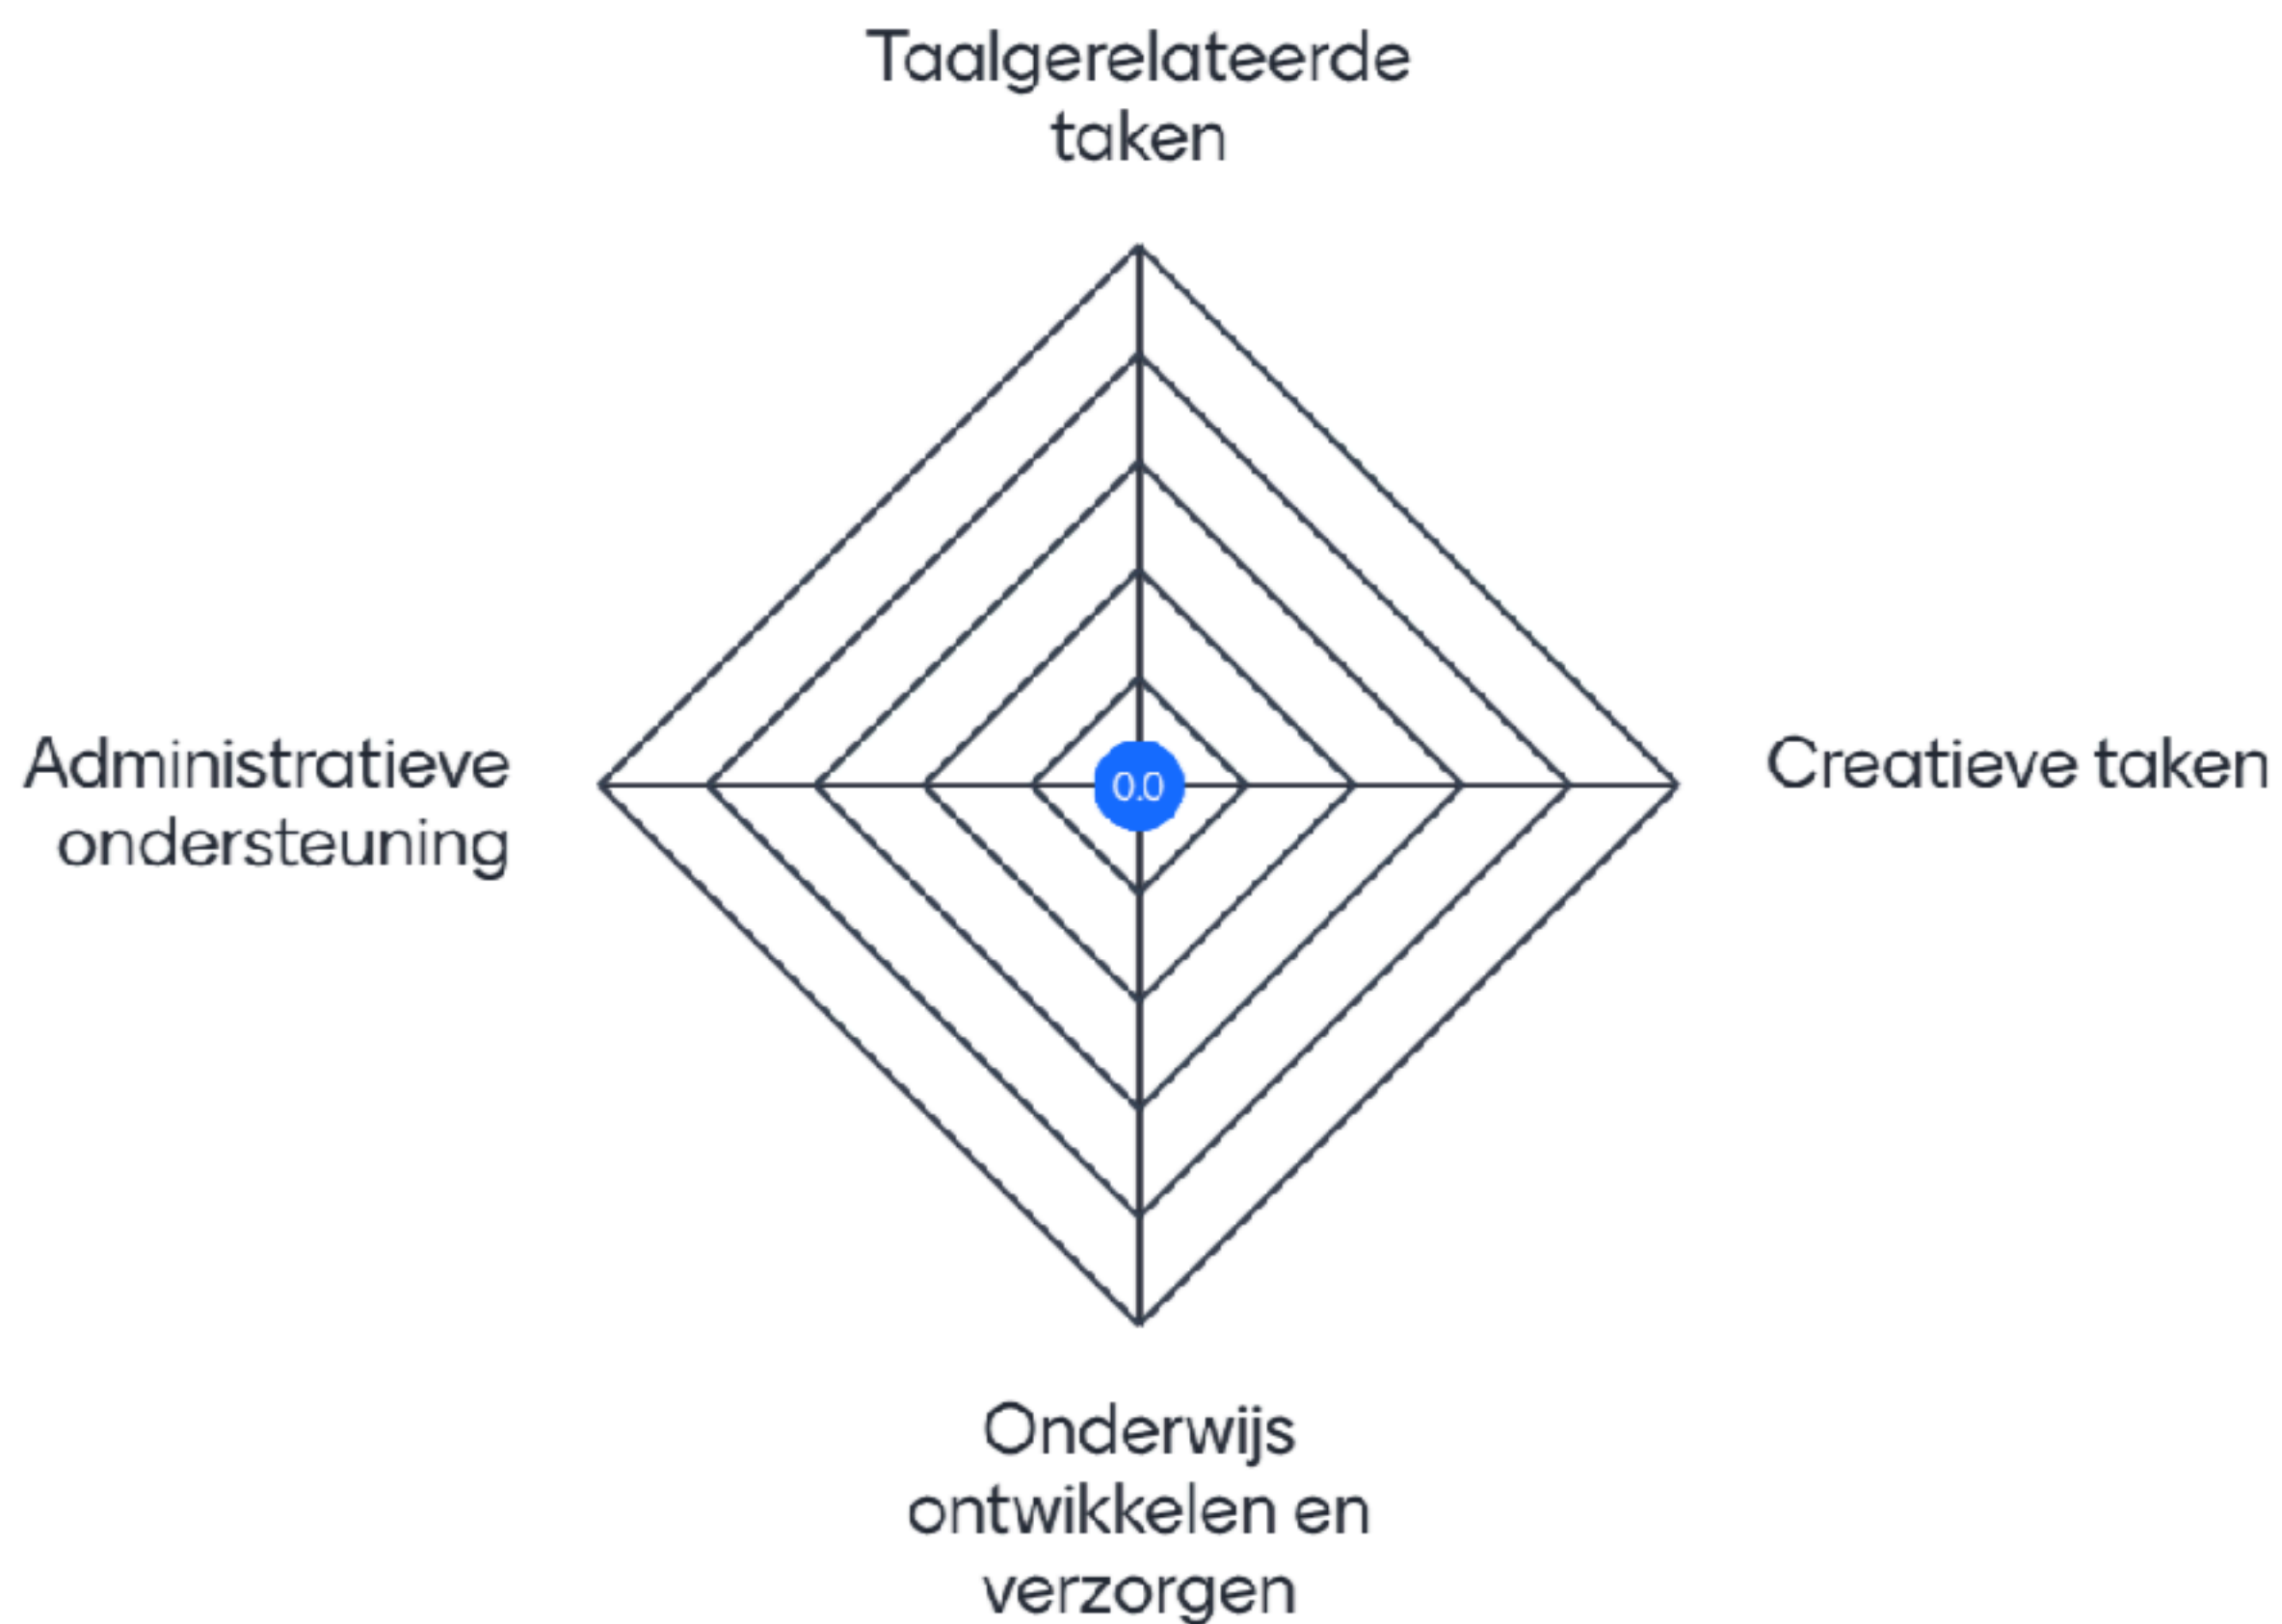 Taalgerelateerde
taken
Administratieve
ondersteuning
0.0
Creatieve taken
Onderwijs
ontwikkelen en
verzorgen